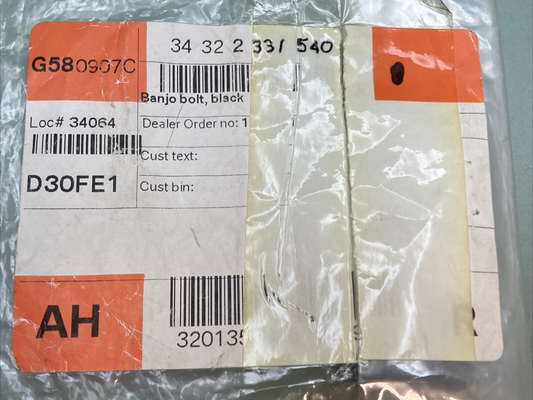 34 32 2 331 540
G580907C
Banjo bolt, black
Loc# 34064
Dealer Order no: 1
Cust text:
D30FE1
Cust bin:
AH
320135
R